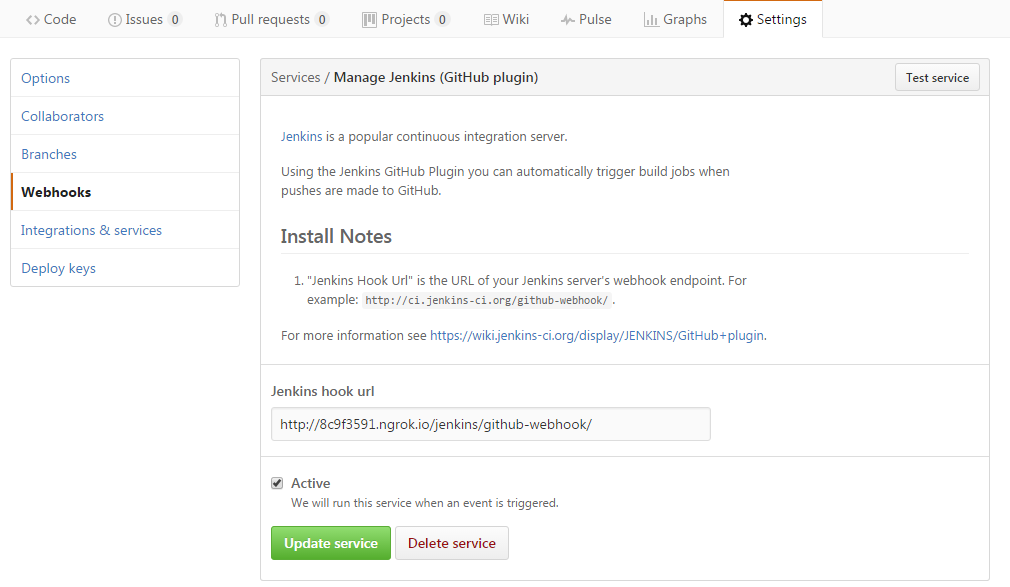 Code Issues 0 Pull requests 0 Projects 0 Wiki Pulse Graphs Settings
Options
Collaborators
Branches
Webhooks
Integrations & services
Deploy keys
Services / Manage Jenkins (GitHub plugin) Test service
Jenkins is a popular continuous integration server.
Using the Jenkins GitHub Plugin you can automatically trigger build jobs when
pushes are made to GitHub.
Install Notes
1. "Jenkins Hook Url" is the URL of your Jenkins server's webhook endpoint. For
example: http://ci.jenkins-ci.org/github-webhook/ .
For more information see https://wiki.jenkins-ci.org/display/JENKINS/GitHub+plugin.
Jenkins hook url
http://8c9f3591.ngrok.io/jenkins/github-webhook/
Active
We will run this service when an event is triggered.
Update service Delete service